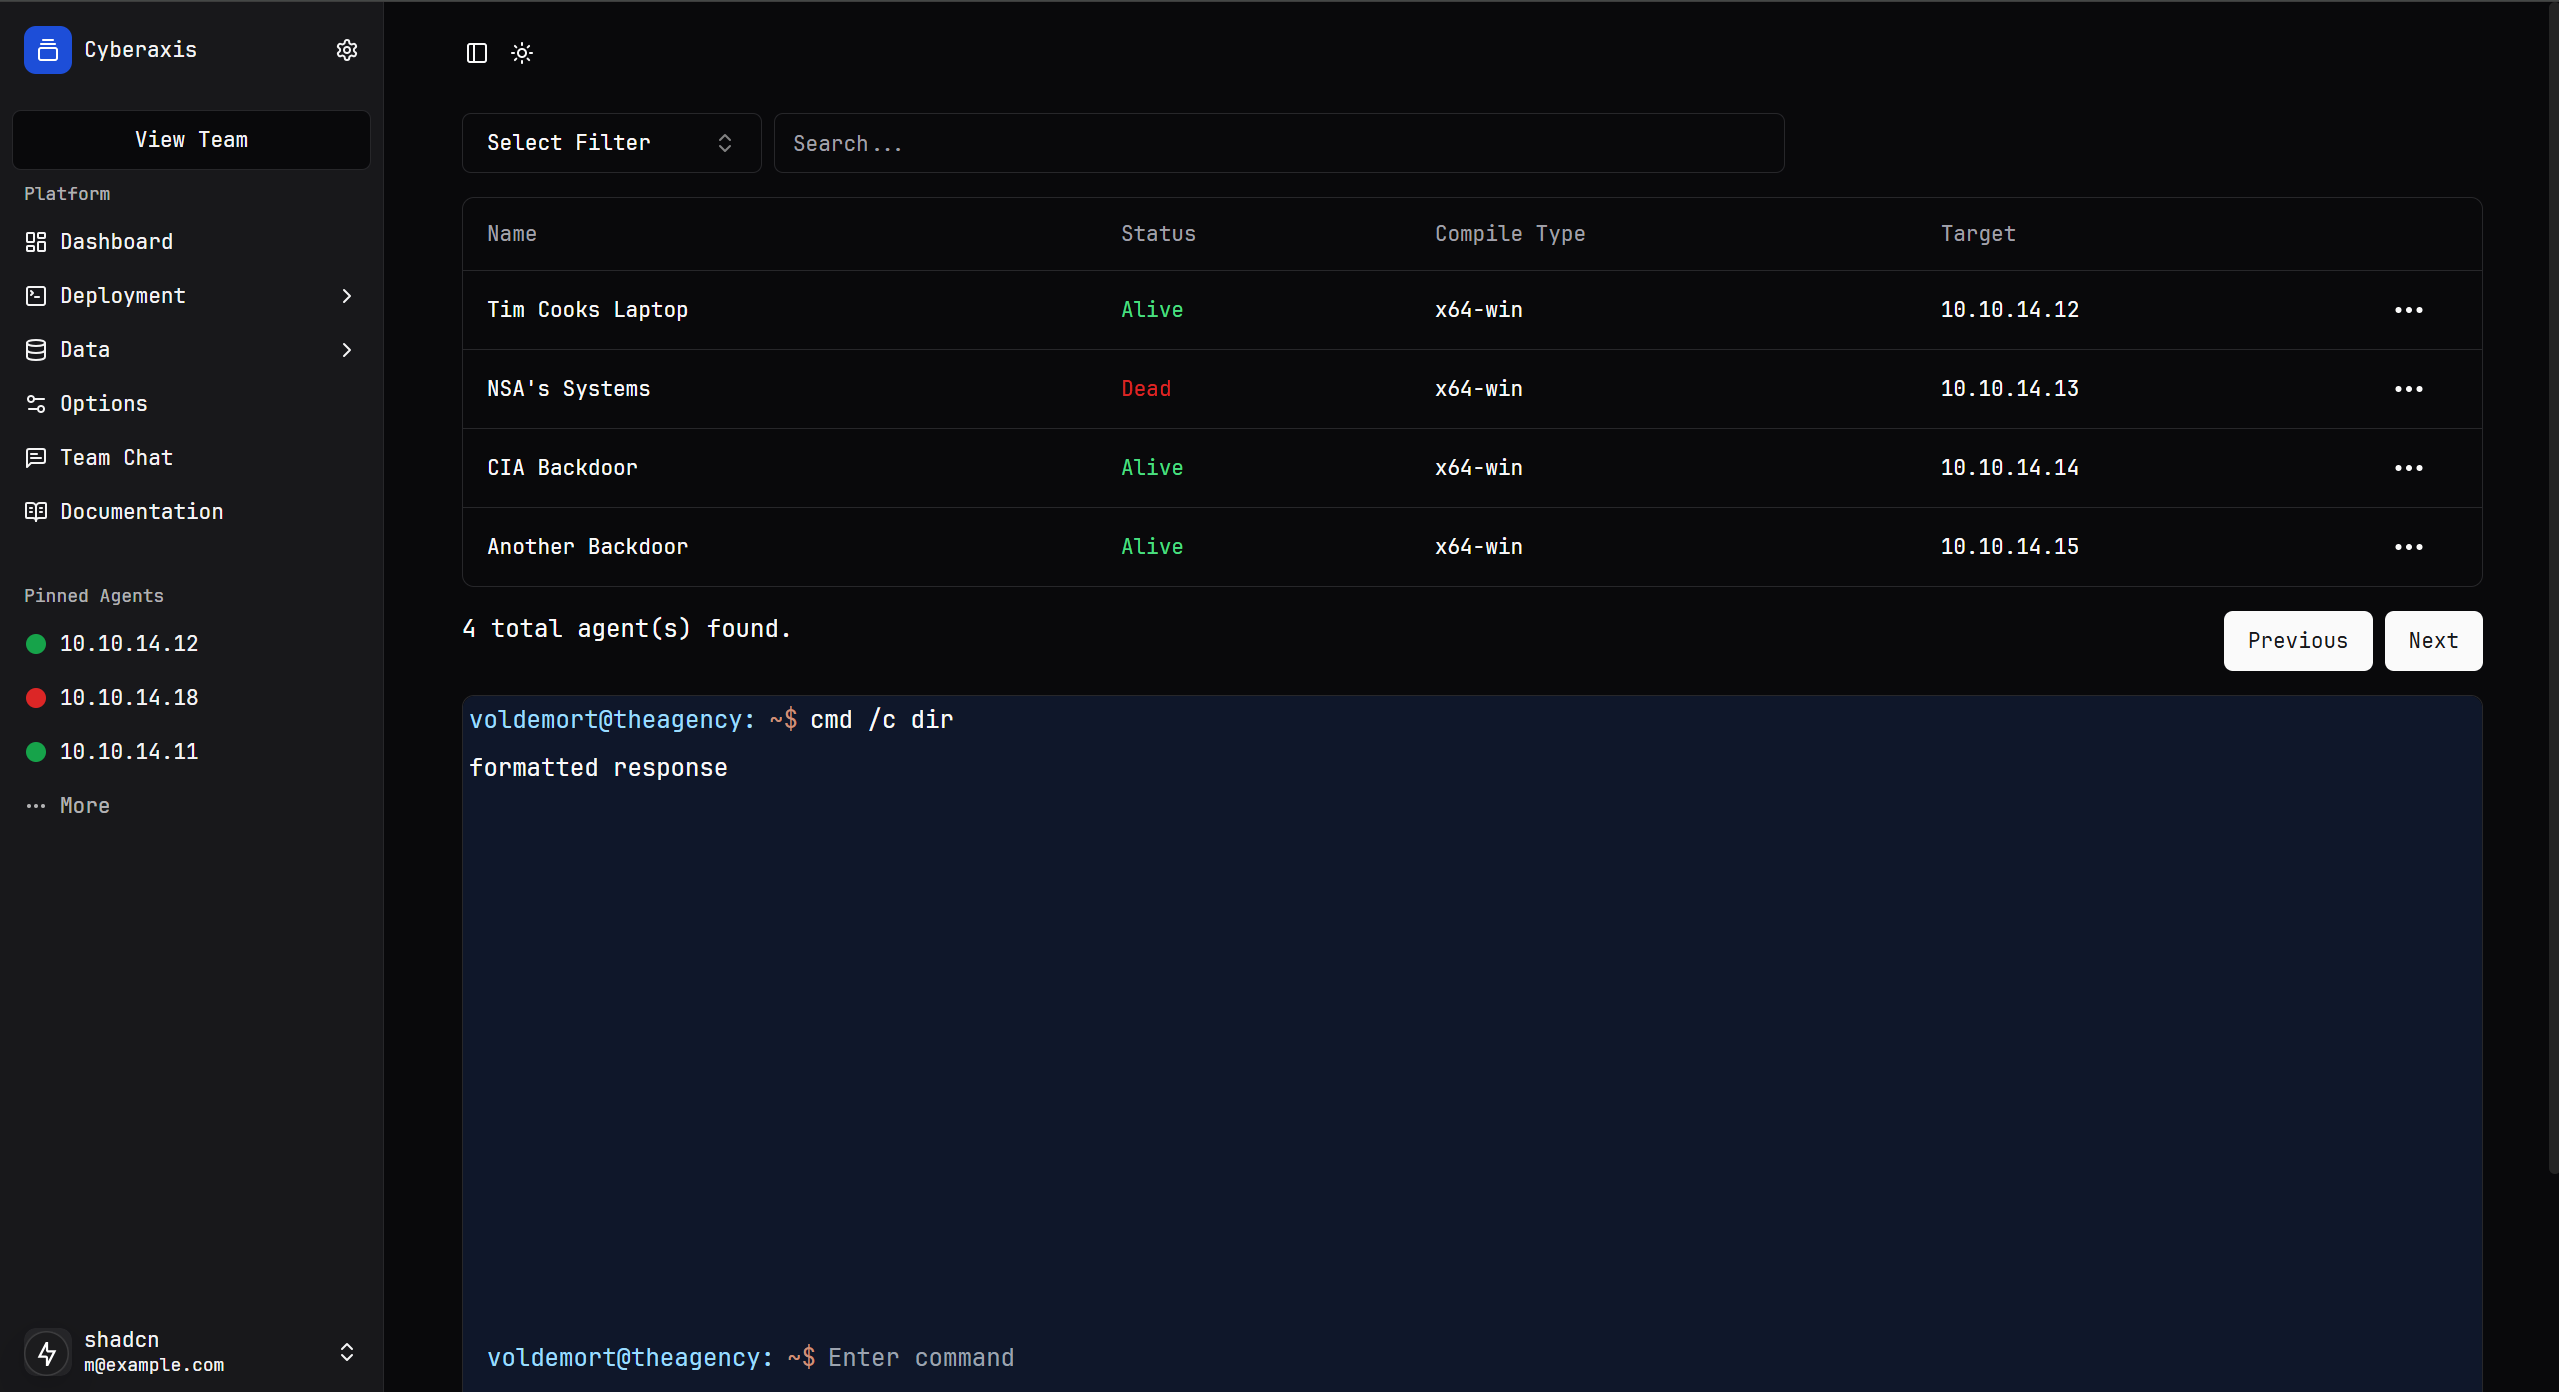 Cyberaxis
View Team
Platform
Dashboard
Deployment
Data
Options
Team Chat
Documentation
Pinned Agents
10.10.14.12
10.10.14.18
10.10.14.11
More
shadcn
m@example.com
Select Filter
Search...
Name Status Compile Type Target
Tim Cooks Laptop Alive x64-win 10.10.14.12
NSA's Systems Dead x64-win 10.10.14.13
CIA Backdoor Alive x64-win 10.10.14.14
Another Backdoor Alive x64-win 10.10.14.15
4 total agent(s) found.
Previous Next
voldemort@theagency: ~$ cmd /c dir
formatted response
voldemort@theagency: ~$ Enter command